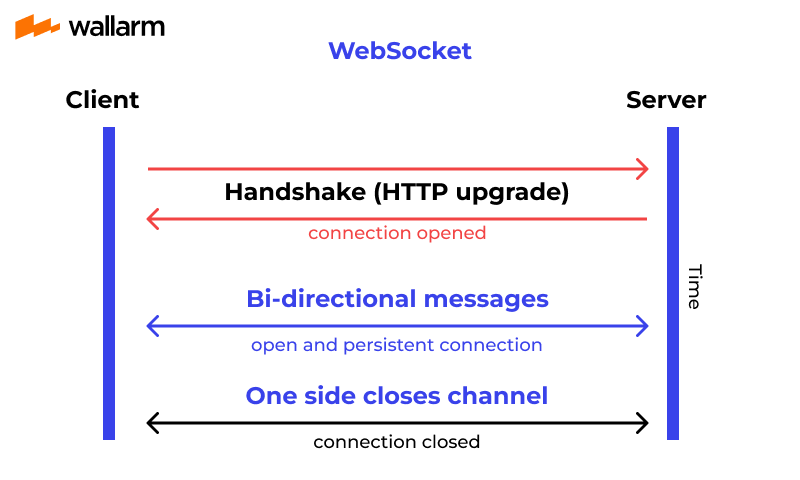 wallarm
WebSocket
Client
Server
Handshake (HTTP upgrade)
connection opened
Time
Bi-directional messages
open and persistent connection
One side closes channel
connection closed